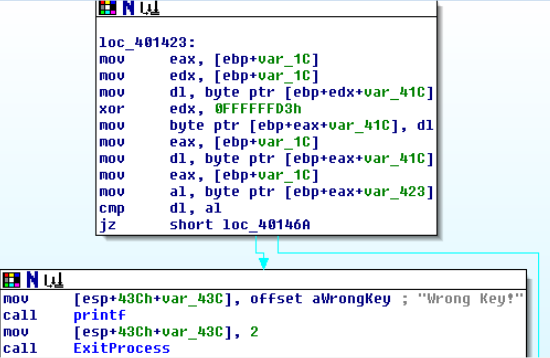 loc_401423:
mov eax, [ebp+var_1C]
mov edx, [ebp+var_1C]
mov dl, byte ptr [ebp+edx+var_41C]
xor edx, 0FFFFFFD3h
mov byte ptr [ebp+eax+var_41C], dl
mov eax, [ebp+var_1C]
mov dl, byte ptr [ebp+eax+var_41C]
mov eax, [ebp+var_1C]
mov al, byte ptr [ebp+eax+var_423]
cmp dl, al
jz short loc_40146A
mov [esp+43Ch+var_43C], offset aWrongKey ; "Wrong Key!"
call printf
mov [esp+43Ch+var_43C], 2
call ExitProcess